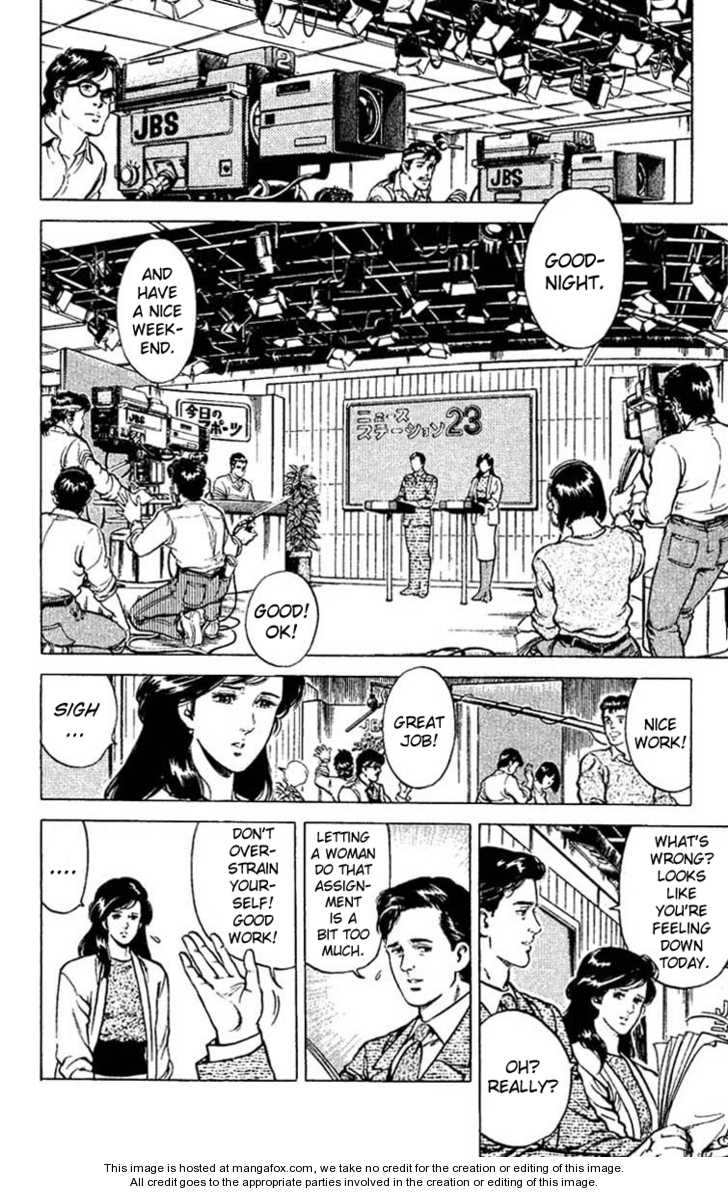 JBS
2
JBS
GOOD-
NIGHT.
AND
HAVE
A NICE
WEEK-
END.
JBS
今日の
スポーツ
ニュース
ステーション23
GOOD!
OK!
NICE
WORK!
GREAT
JOB!
JBS
SIGH
...
WHAT'S
WRONG?
LOOKS
LIKE
YOU'RE
FEELING
DOWN
TODAY.
OH?
REALLY?
LETTING
A WOMAN
DO THAT
ASSIGN-
MENT
IS A
BIT TOO
MUCH.
DON'T
OVER-
STRAIN
YOUR-
SELF!
GOOD
WORK!
....
This image is hosted at mangafox.com, we take no credit for the creation or editing of this image.
All credit goes to the appropriate parties involved in the creation or editing of this image.